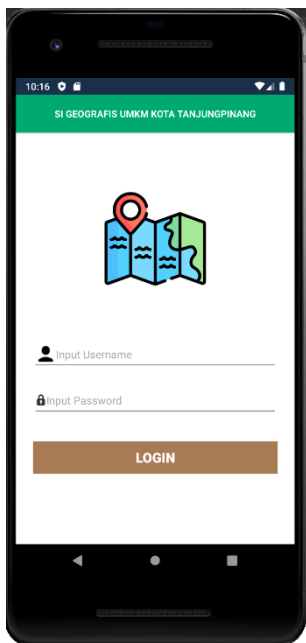 10:16
SI GEOGRAFIS UMKM KOTA TANJUNGPINANG
Input Username
Input Password
LOGIN